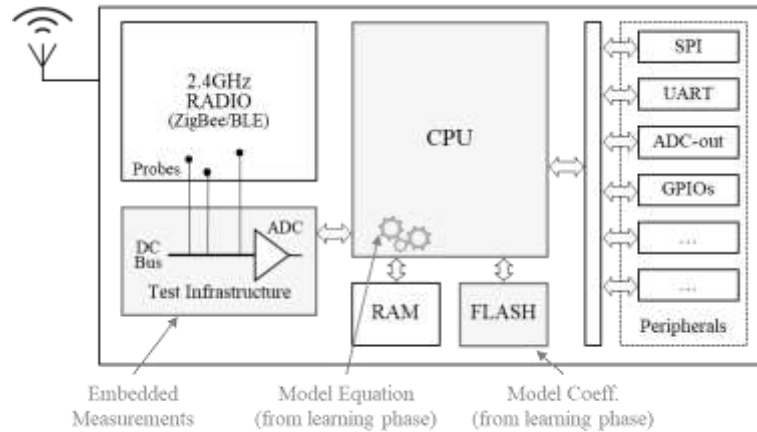 2.4GHz
RADIO
(ZigBee/BLE)
Probes
DC
Bus
ADC
Test Infrastructure
CPU
RAM
FLASH
SPI
UART
ADC-out
GPIOs
...
...
Peripherals
Embedded
Measurements
Model Equation
(from learning phase)
Model Coeff.
(from learning phase)